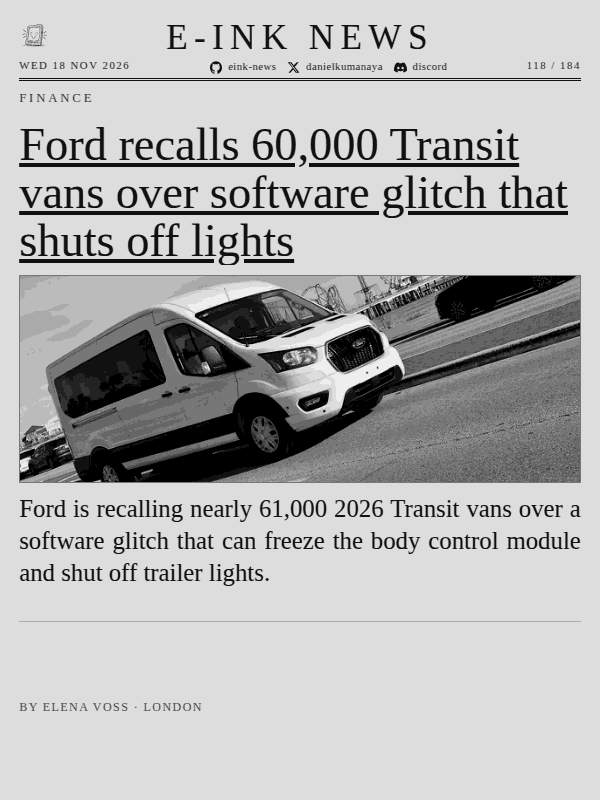 E-INK NEWS
WED 18 NOV 2026
eink-news
danielkumanaya
discord
118 / 184
FINANCE
Ford recalls 60,000 Transit
vans over software glitch that
shuts off lights
Ford is recalling nearly 61,000 2026 Transit vans over a
software glitch that can freeze the body control module
and shut off trailer lights.
BY ELENA VOSS · LONDON